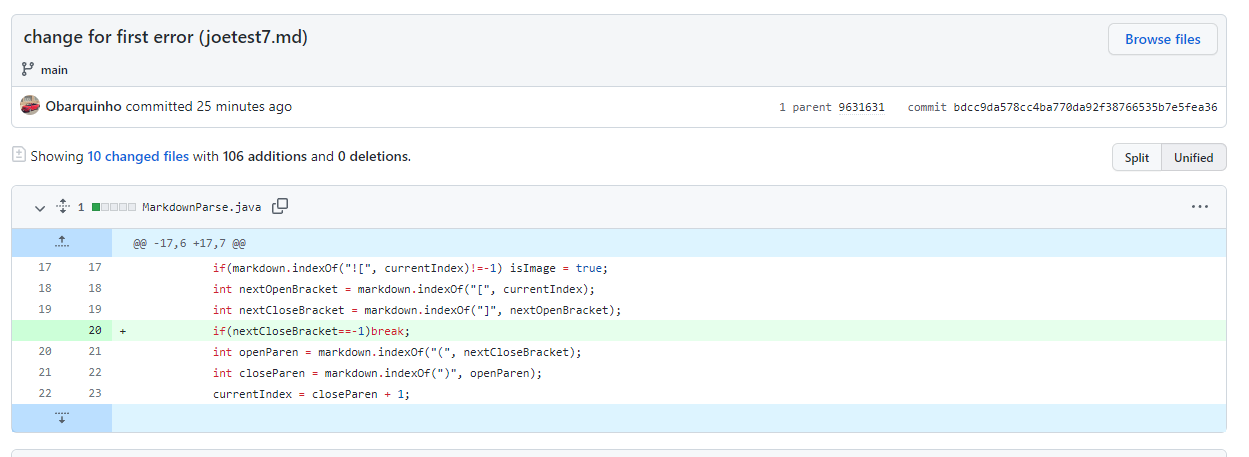 change for first error (joetest7.md)
Browse files
main
Obarquinho committed 25 minutes ago
1 parent 9631631 commit bdcc9da578cc4ba770da92f38766535b7e5fea36
Showing 10 changed files with 106 additions and 0 deletions.
Split Unified
1 MarkdownParse.java
@@ -17,6 +17,7 @@
17 17 if(markdown.indexOf("![", currentIndex)!=-1) isImage = true;
18 18 int nextOpenBracket = markdown.indexOf("[", currentIndex);
19 19 int nextCloseBracket = markdown.indexOf("]", nextOpenBracket);
20 + if(nextCloseBracket==-1)break;
20 21 int openParen = markdown.indexOf("(", nextCloseBracket);
21 22 int closeParen = markdown.indexOf(")", openParen);
22 23 currentIndex = closeParen + 1;